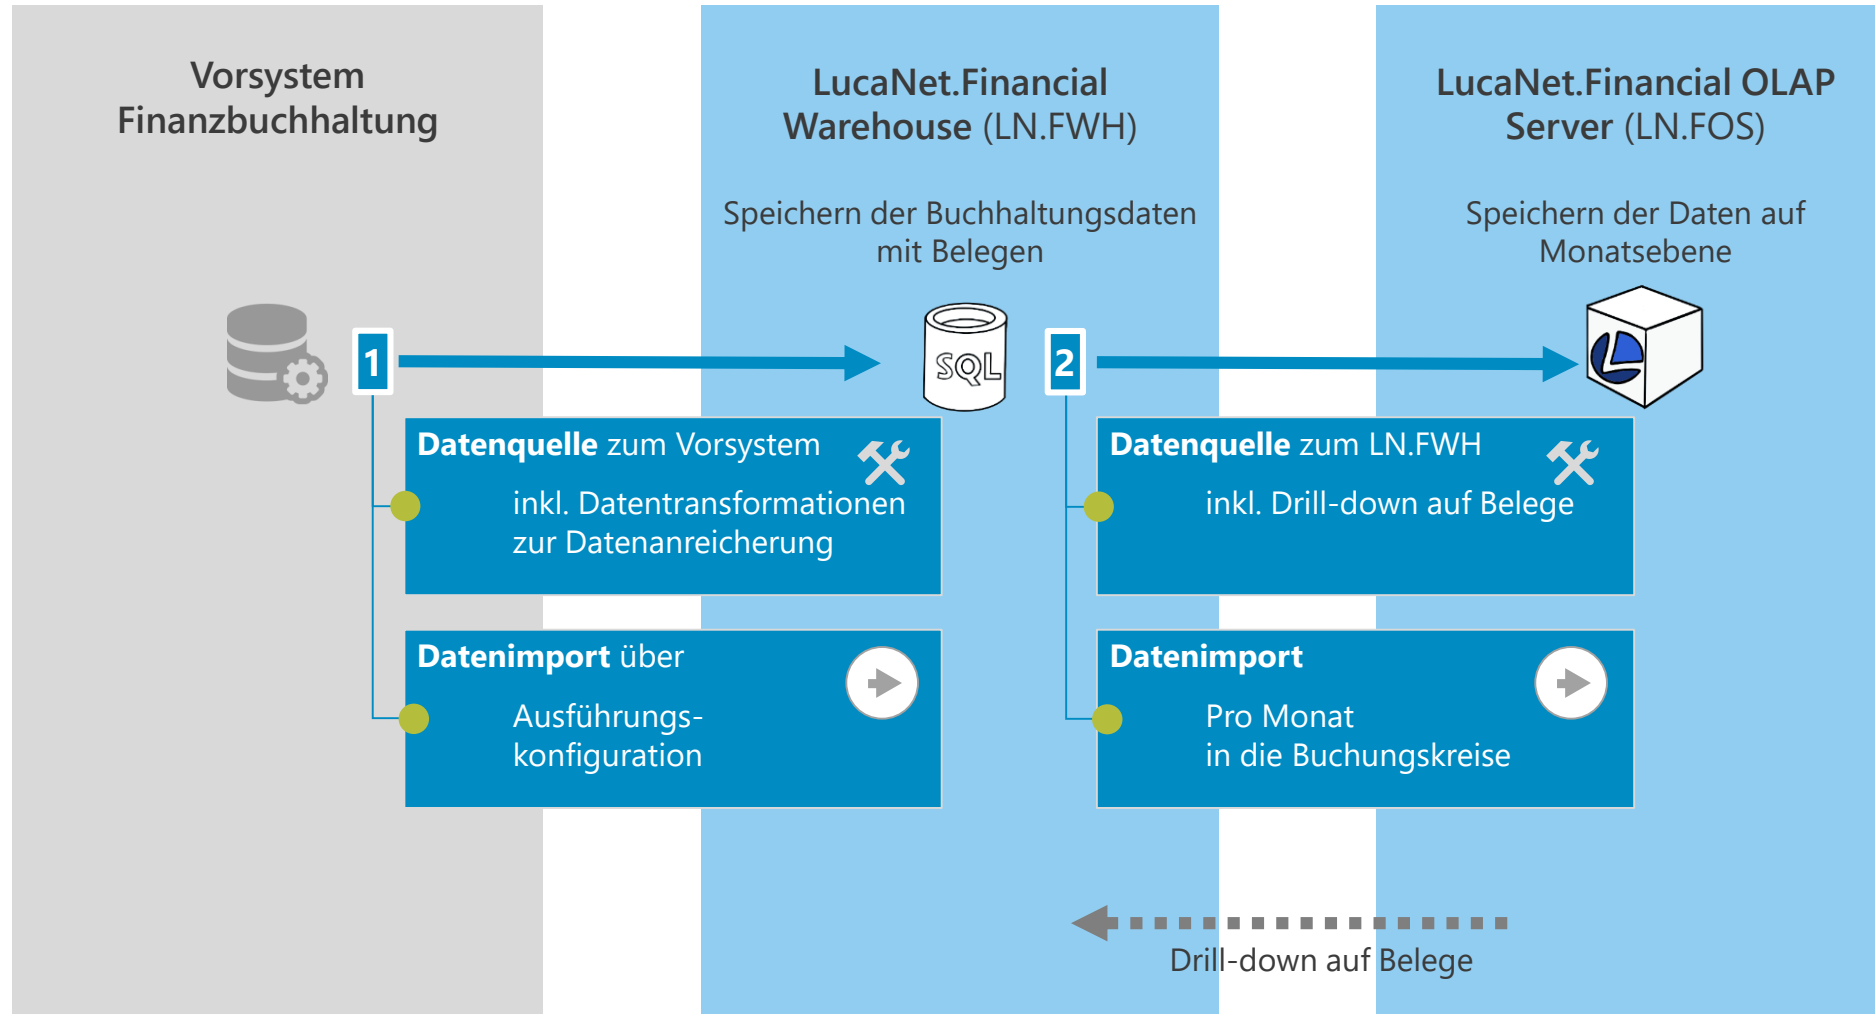 Vorsystem
Finanzbuchhaltung
LucaNet.Financial
Warehouse (LN.FWH)
Speichern der Buchhaltungsdaten
mit Belegen
LucaNet.Financial OLAP
Server (LN.FOS)
Speichern der Daten auf
Monatsebene
1
SQL
2
Datenquelle zum Vorsystem
inkl. Datentransformationen
zur Datenanreicherung
Datenimport über
Ausführungs-
konfiguration
Datenquelle zum LN.FWH
inkl. Drill-down auf Belege
Datenimport
Pro Monat
in die Buchungskreise
Drill-down auf Belege